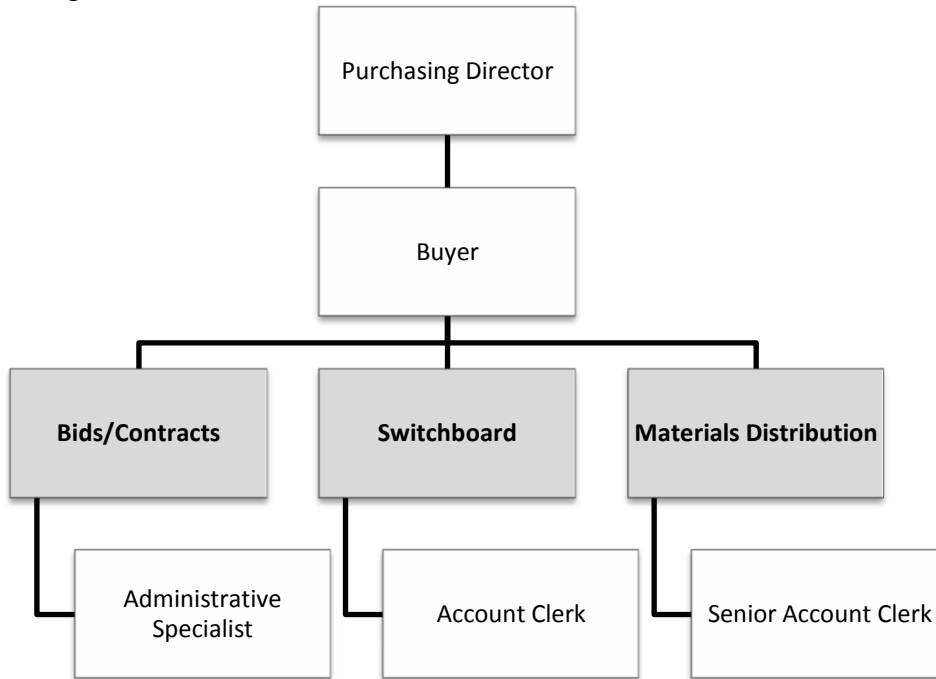 Purchasing Director
Buyer
Bids/Contracts
Switchboard
Materials Distribution
Administrative
Specialist
Account Clerk
Senior Account Clerk